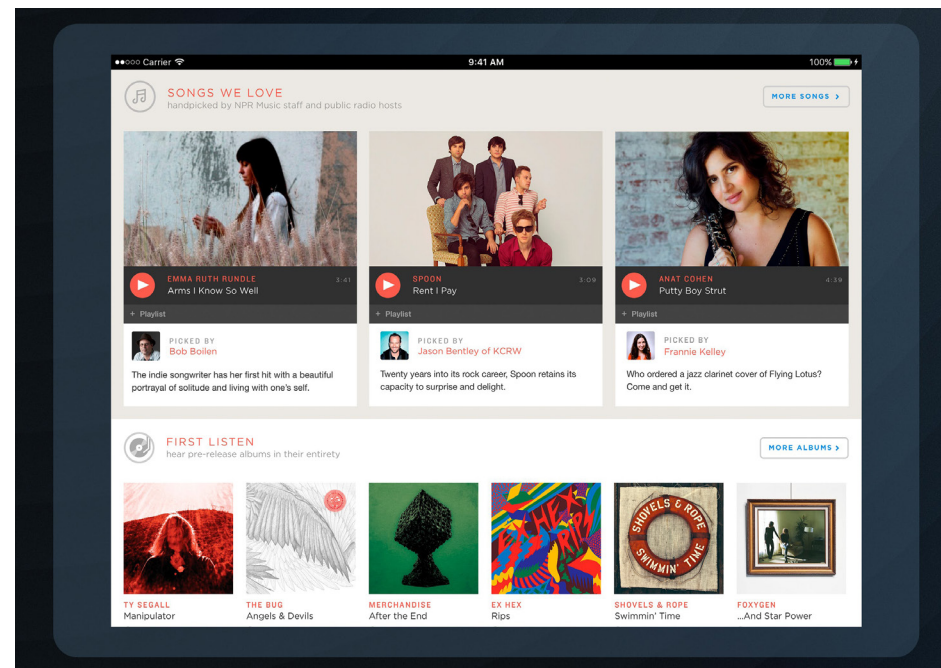 ●●○○○ Carrier
9:41 AM
100%
SONGS WE LOVE
handpicked by NPR Music staff and public radio hosts
MORE SONGS >
EMMA RUTH RUNDLE
3:41
Arms I Know So Well
+ Playlist
PICKED BY
Bob Boilen
The indie songwriter has her first hit with a beautiful
portrayal of solitude and living with one's self.
SPOON
3:09
Rent I Pay
+ Playlist
PICKED BY
Jason Bentley of KCRW
Twenty years into its rock career, Spoon retains its
capacity to surprise and delight.
ANAT COHEN
4:39
Putty Boy Strut
+ Playlist
PICKED BY
Frannie Kelley
Who ordered a jazz clarinet cover of Flying Lotus?
Come and get it.
FIRST LISTEN
hear pre-release albums in their entirety
MORE ALBUMS >
TY SEGALL
Manipulator
THE BUG
Angels & Devils
MERCHANDISE
After the End
EX HEX
RIPS
EX HEX
Rips
SHOVELS & ROPE
SWIMMIN' TIME
SHOVELS & ROPE
Swimmin' Time
FOXYGEN
...And Star Power